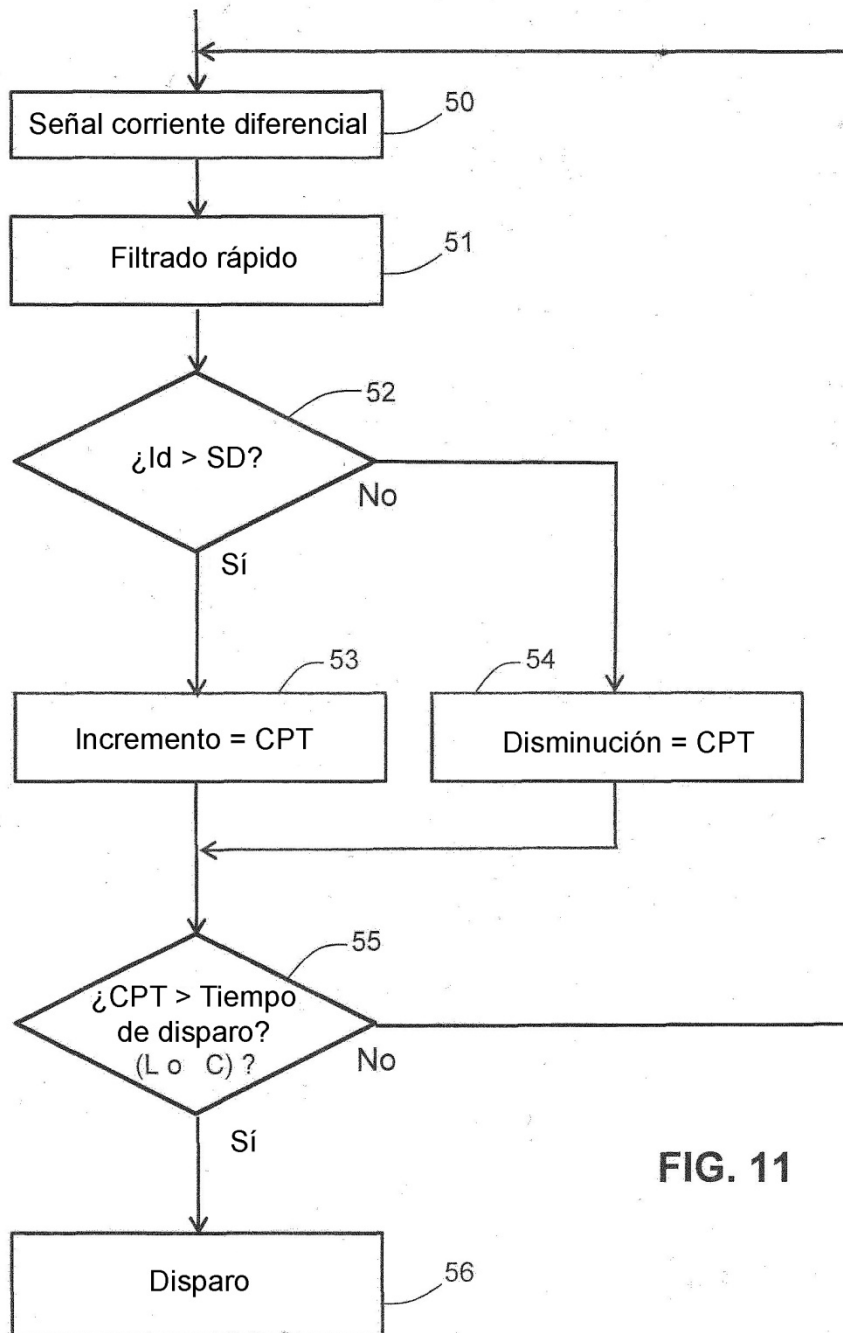 Señal corriente diferencial
50
Filtrado rápido
51
¿Id > SD?
52
No
Sí
Incremento = CPT
53
Disminución = CPT
54
¿CPT > Tiempo
de disparo?
(L o C) ?
55
No
Sí
FIG. 11
Disparo
56